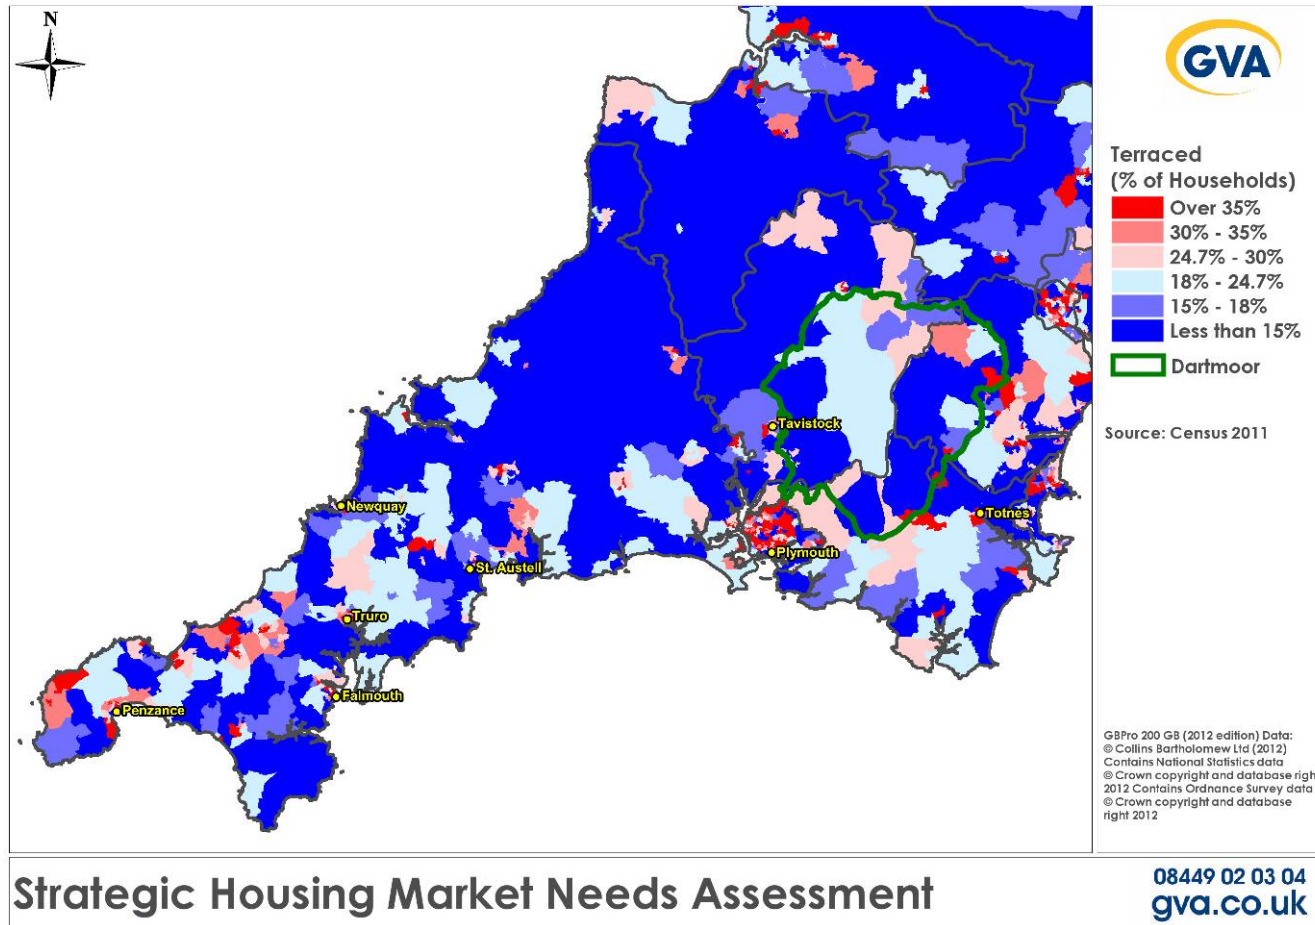 N
GVA
Terraced
(% of Households)
Over 35%
30% - 35%
24.7% - 30%
18% - 24.7%
15% - 18%
Less than 15%
Dartmoor
Source: Census 2011
Tavistock
Newquay
Totnes
Plymouth
St. Austell
Truro
Falmouth
Penzance
GBPro 200 GB (2012 edition) Data:
© Collins Bartholomew Ltd (2012)
Contains National Statistics data
© Crown copyright and database righ
2012 Contains Ordnance Survey data
© Crown copyright and database
right 2012
Strategic Housing Market Needs Assessment
08449 02 03 04
gva.co.uk